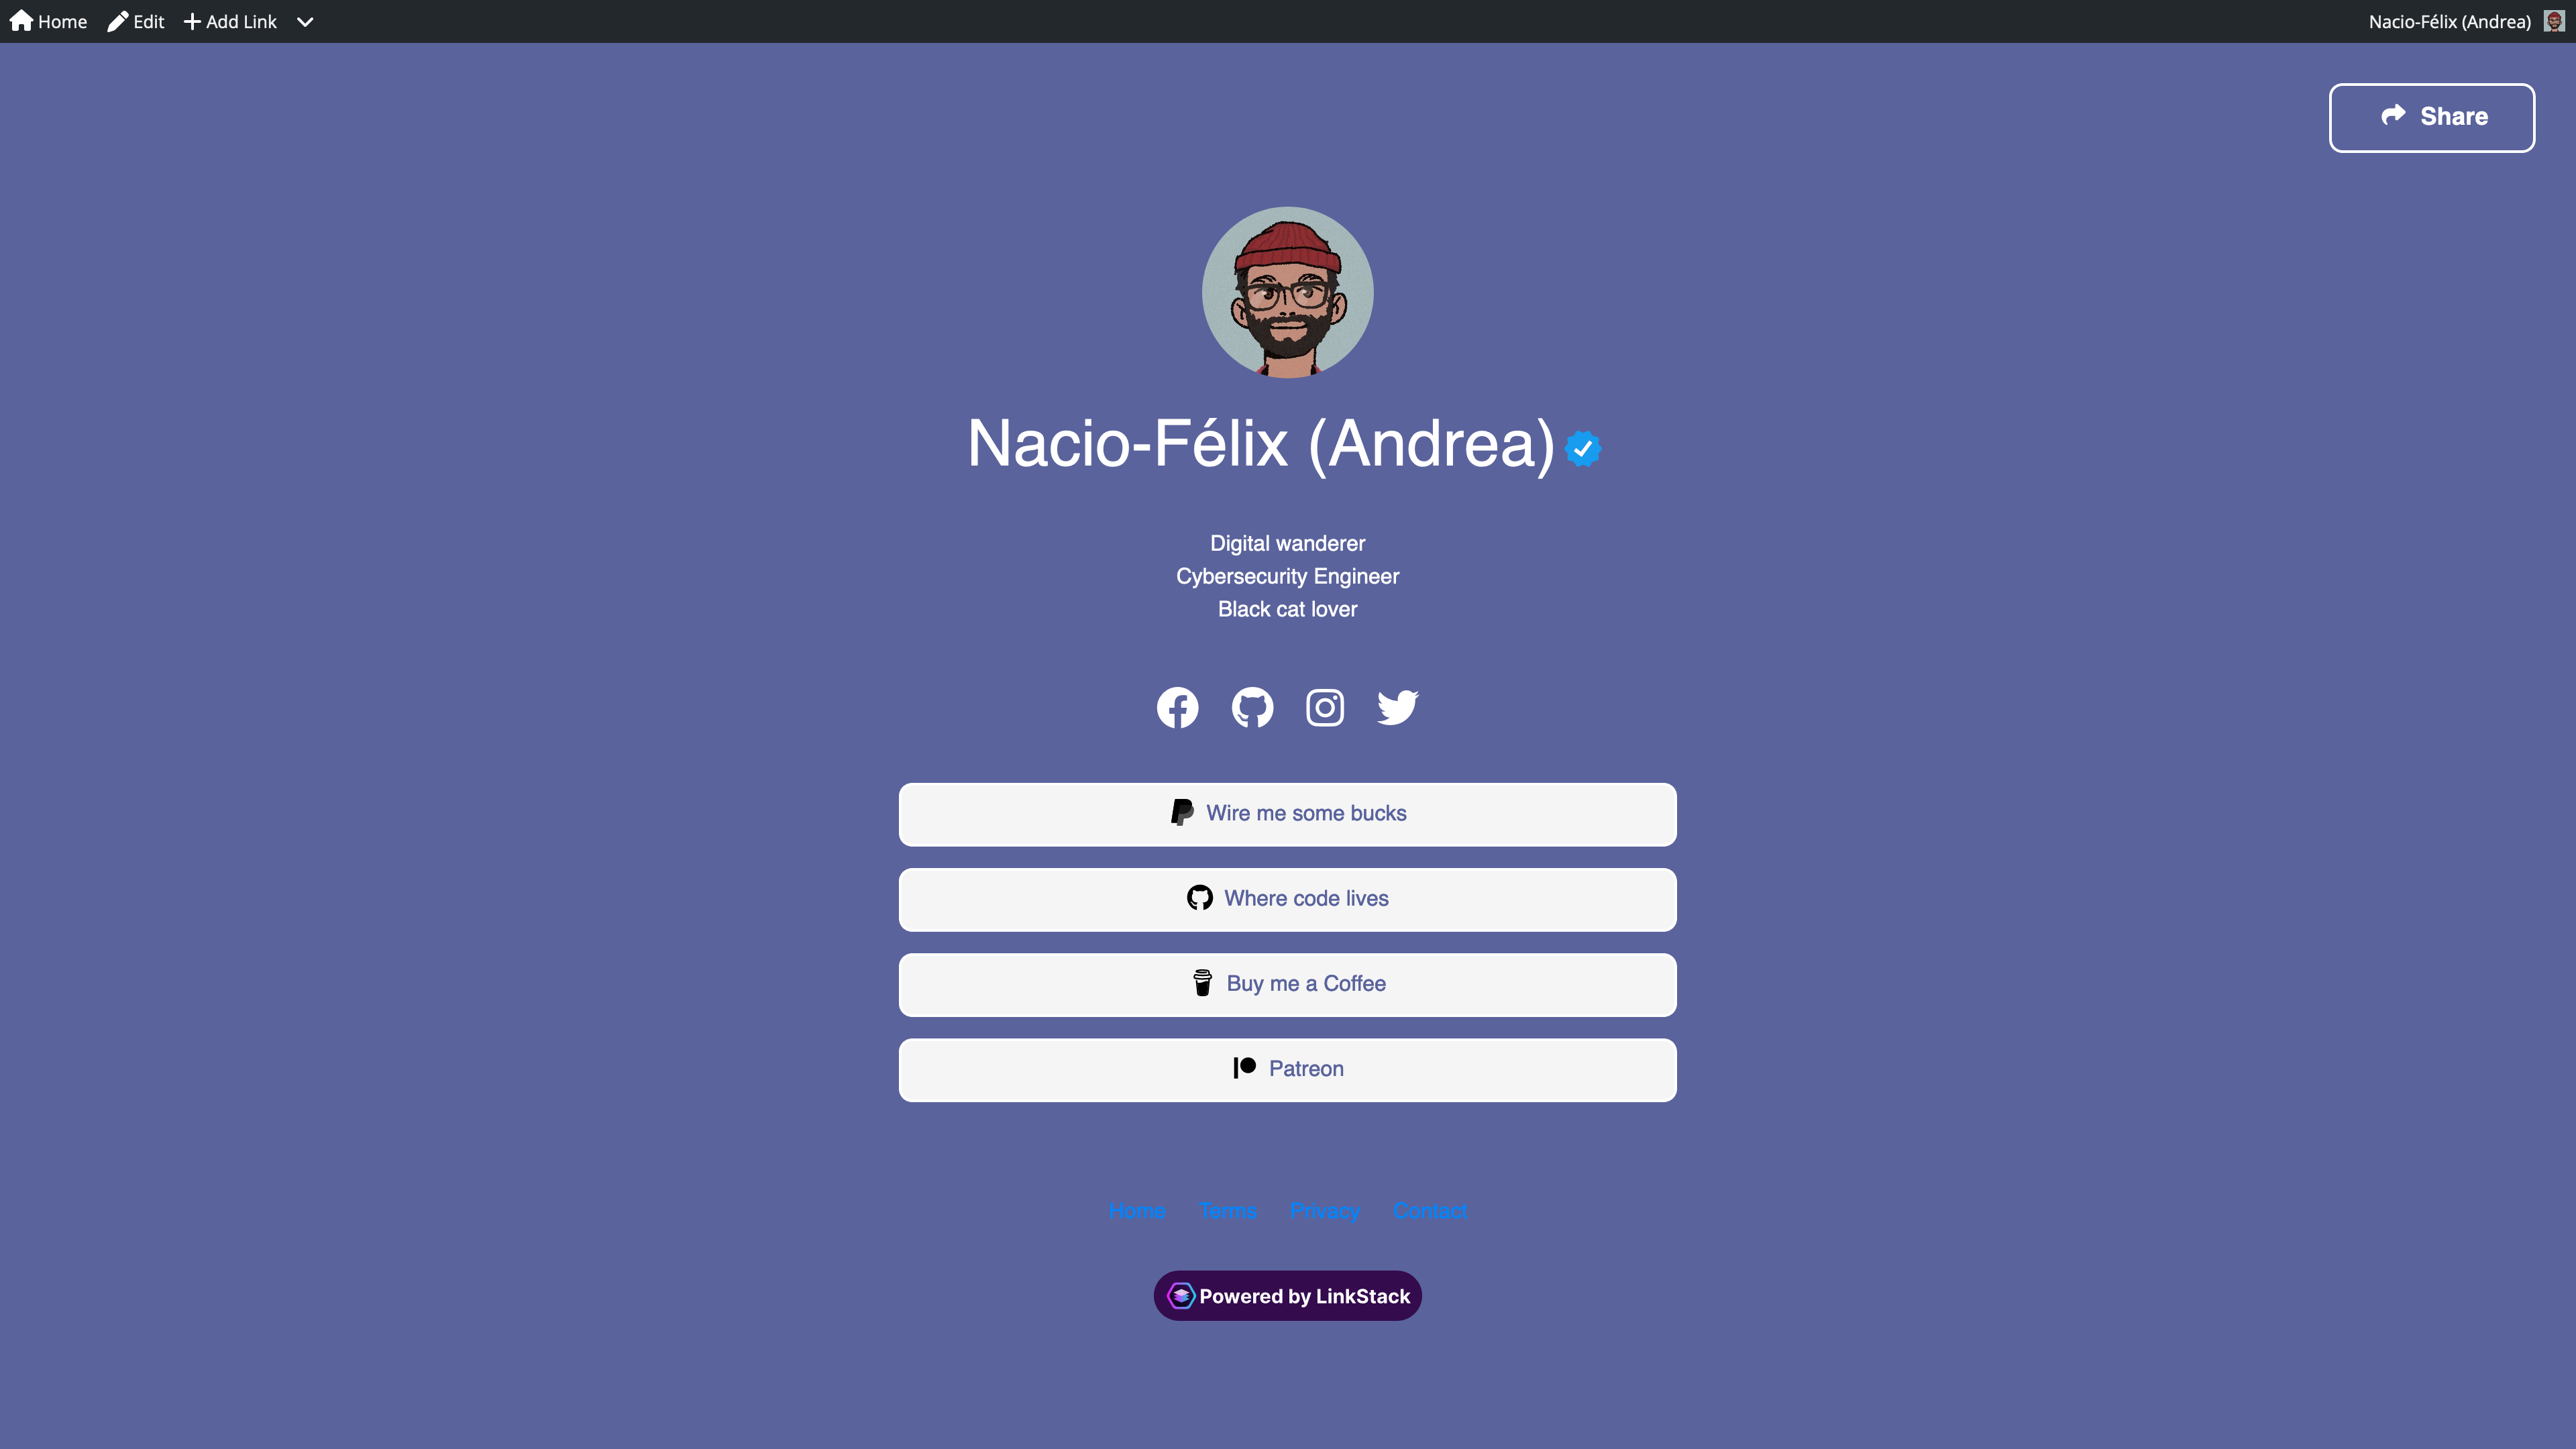 Home Edit Add Link Nacio-Félix (Andrea)
Share
Nacio-Félix (Andrea)
Digital wanderer
Cybersecurity Engineer
Black cat lover
Wire me some bucks
Where code lives
Buy me a Coffee
Patreon
Home Terms Privacy Contact
Powered by LinkStack